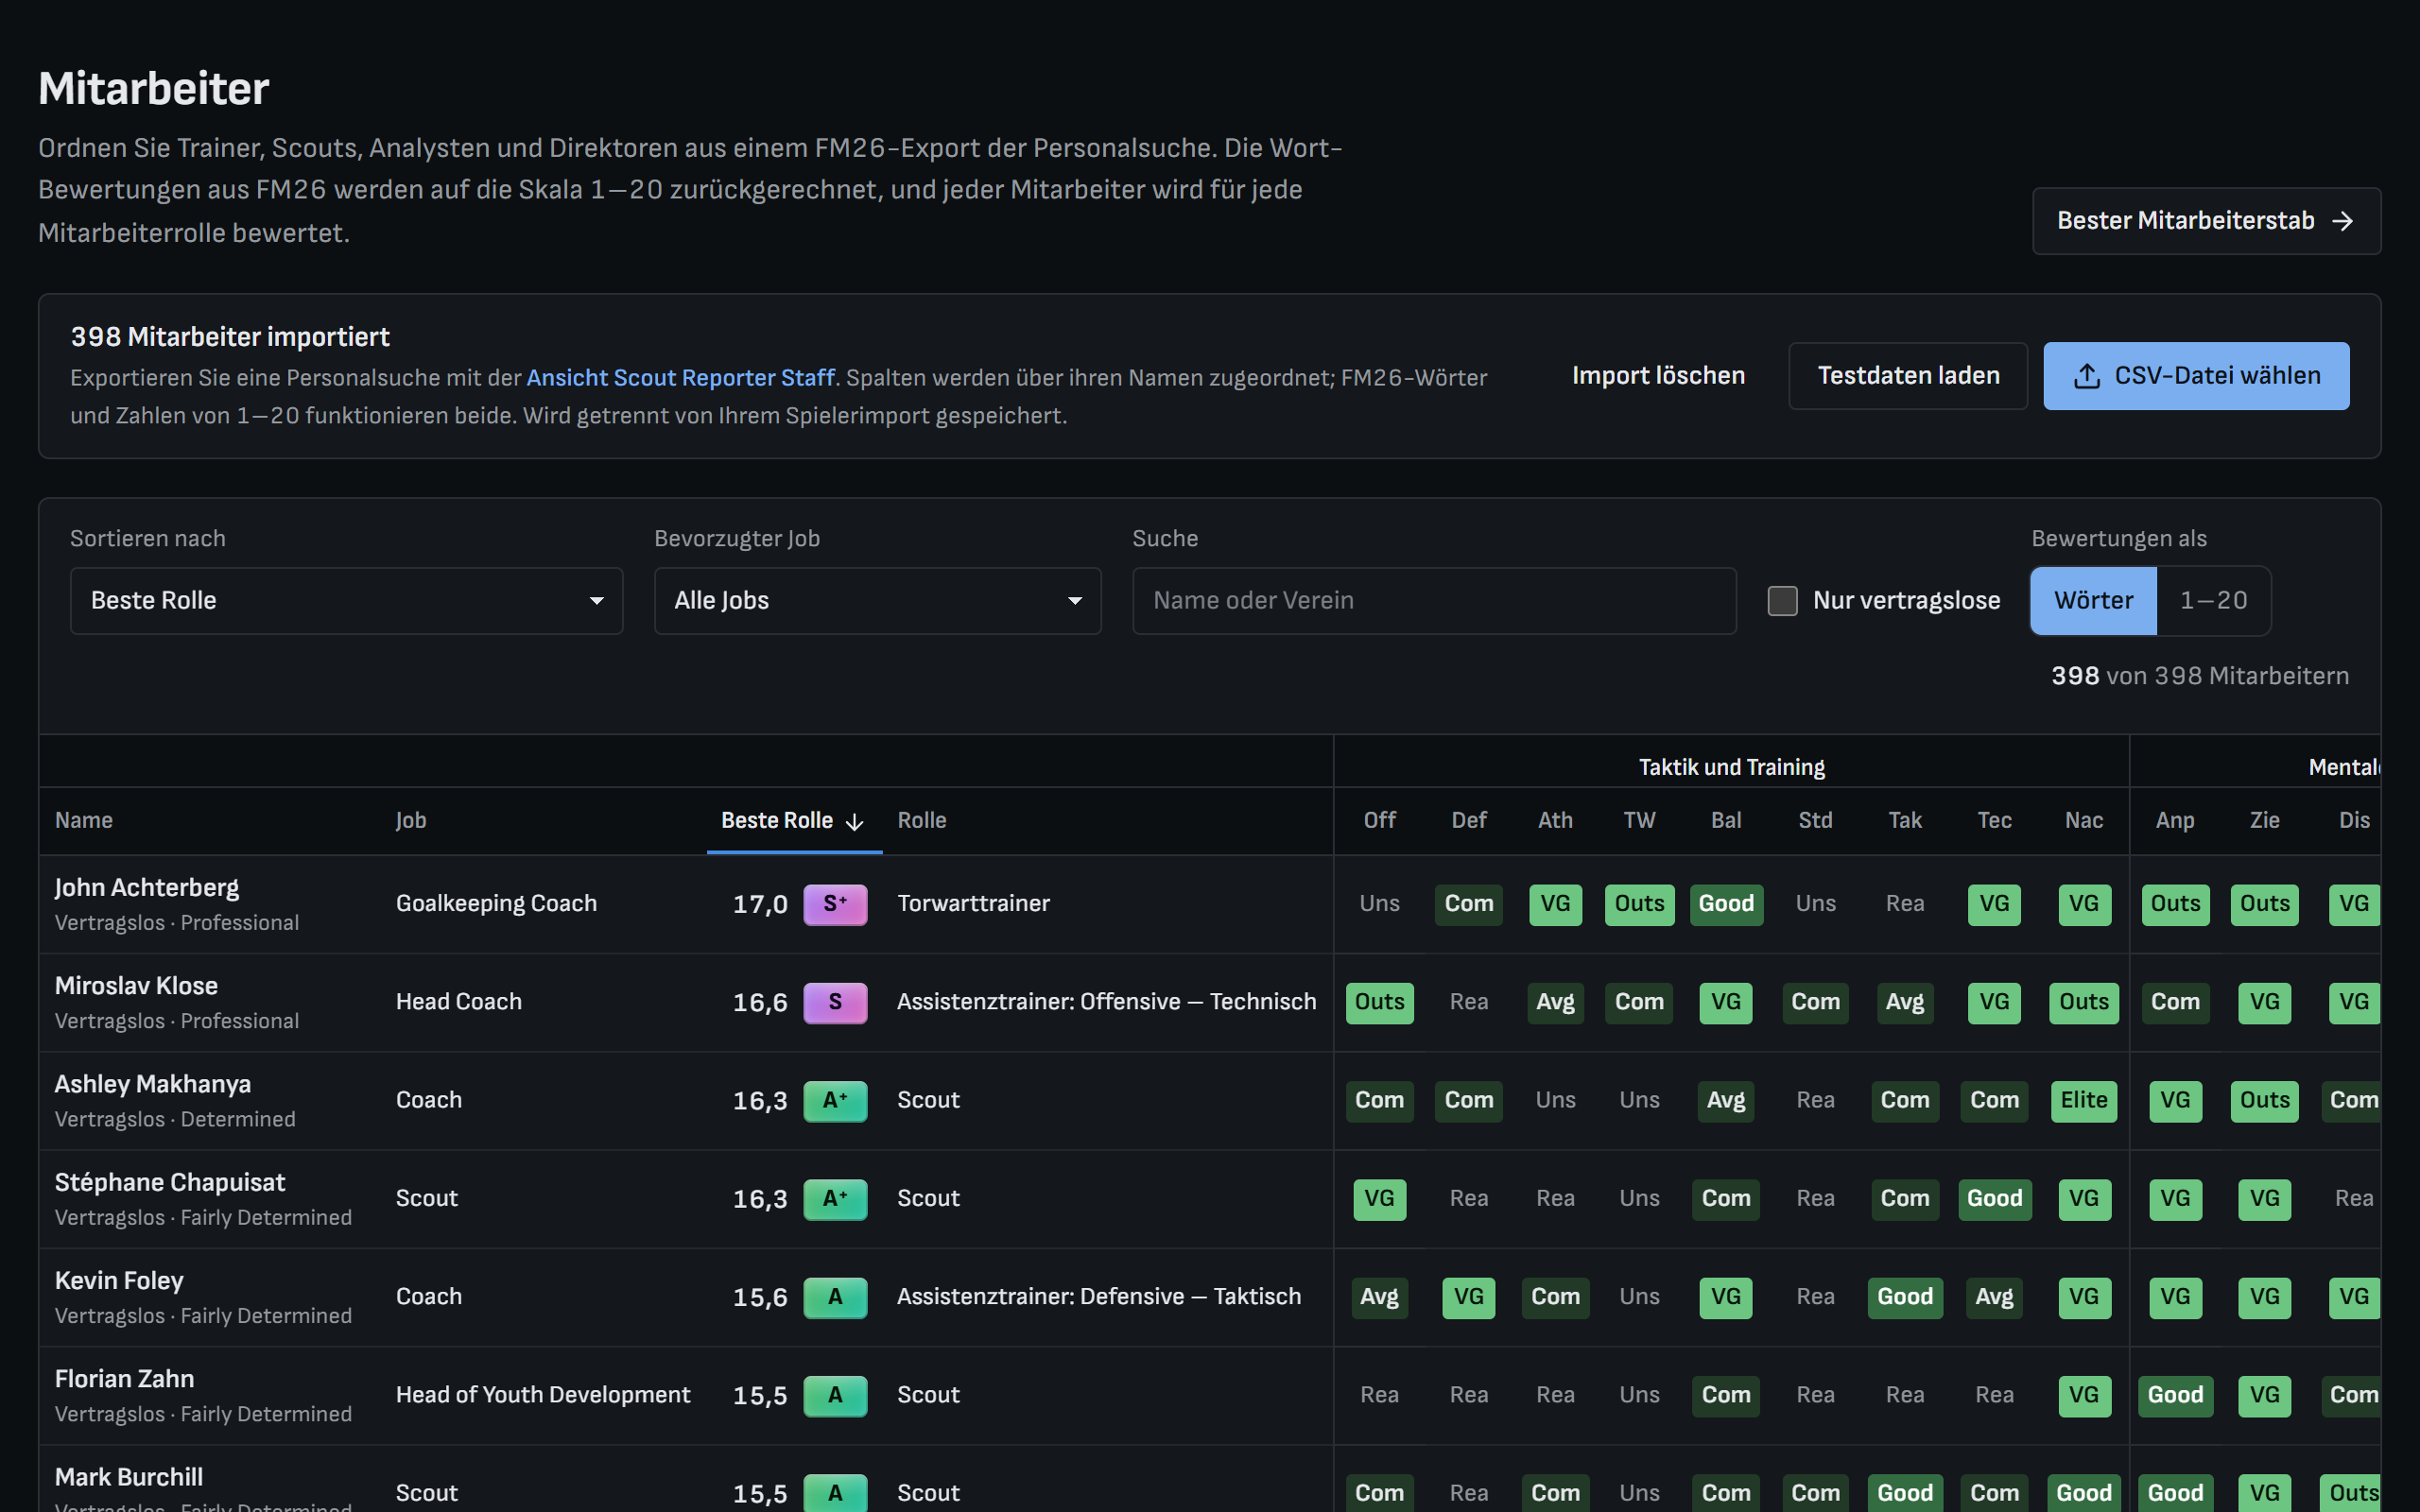 Mitarbeiter
Ordnen Sie Trainer, Scouts, Analysten und Direktoren aus einem FM26-Export der Personalsuche. Die Wort-
Bewertungen aus FM26 werden auf die Skala 1–20 zurückgerechnet, und jeder Mitarbeiter wird für jede
Mitarbeiterrolle bewertet.
Bester Mitarbeiterstab →
398 Mitarbeiter importiert
Exportieren Sie eine Personalsuche mit der Ansicht Scout Reporter Staff. Spalten werden über ihren Namen zugeordnet; FM26-Wörter
und Zahlen von 1–20 funktionieren beide. Wird getrennt von Ihrem Spielerimport gespeichert.
Import löschen Testdaten laden CSV-Datei wählen
Sortieren nach Bevorzugter Job Suche Bewertungen als
Beste Rolle Alle Jobs Name oder Verein Nur vertragslose Wörter 1–20
398 von 398 Mitarbeitern
Taktik und Training
Name Job Beste Rolle ↓ Rolle Off Def Ath TW Bal Std Tak Tec Nac Anp Zie Dis
John Achterberg Goalkeeping Coach 17,0 S+ Torwarttrainer Uns Com VG Outs Good Uns Rea VG VG Outs Outs VG
Vertragslos · Professional
Miroslav Klose Head Coach 16,6 S Assistenztrainer: Offensive – Technisch Outs Rea Avg Com VG Com Avg VG Outs Com VG VG
Vertragslos · Professional
Ashley Makhanya Coach 16,3 A+ Scout Com Com Uns Uns Avg Rea Com Com Elite VG Outs Com
Vertragslos · Determined
Stéphane Chapuisat Scout 16,3 A+ Scout VG Rea Rea Uns Com Rea Com Good VG VG VG Rea
Vertragslos · Fairly Determined
Kevin Foley Coach 15,6 A Assistenztrainer: Defensive – Taktisch Avg VG Com Uns VG Rea Good Avg VG VG VG VG
Vertragslos · Fairly Determined
Florian Zahn Head of Youth Development 15,5 A Scout Rea Rea Rea Uns Com Rea Rea Rea VG Good VG Com
Vertragslos · Fairly Determined
Mark Burchill Scout 15,5 A Scout Com Rea Com Uns Com Com Good Com Good Good VG Outs
Vertragslos · Fairly Determined